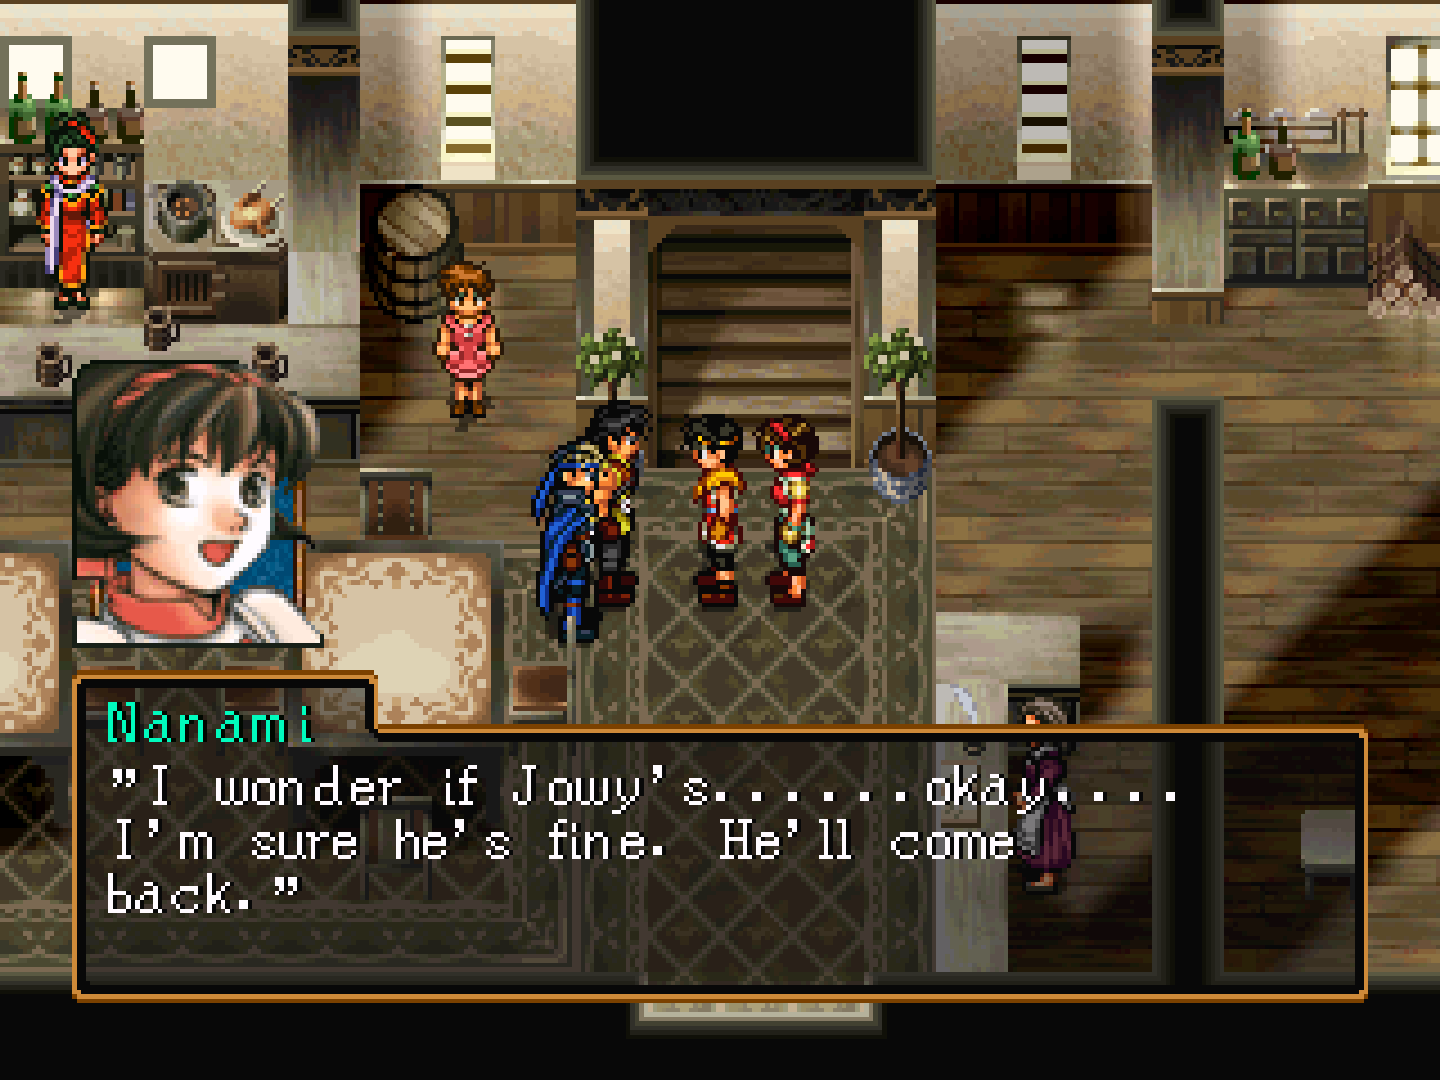 Nanami
"I wonder if Jowy's......okay....
I'm sure he's fine. He'll come
back."